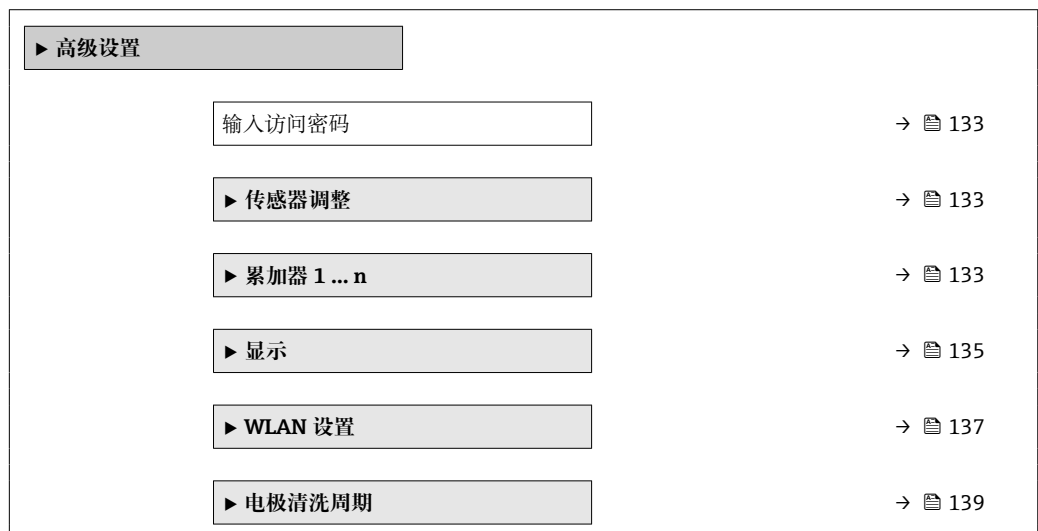 ▶ 高级设置
输入访问密码 → 133
▶ 传感器调整 → 133
▶ 累加器 1 ... n → 133
▶ 显示 → 135
▶ WLAN 设置 → 137
▶ 电极清洗周期 → 139